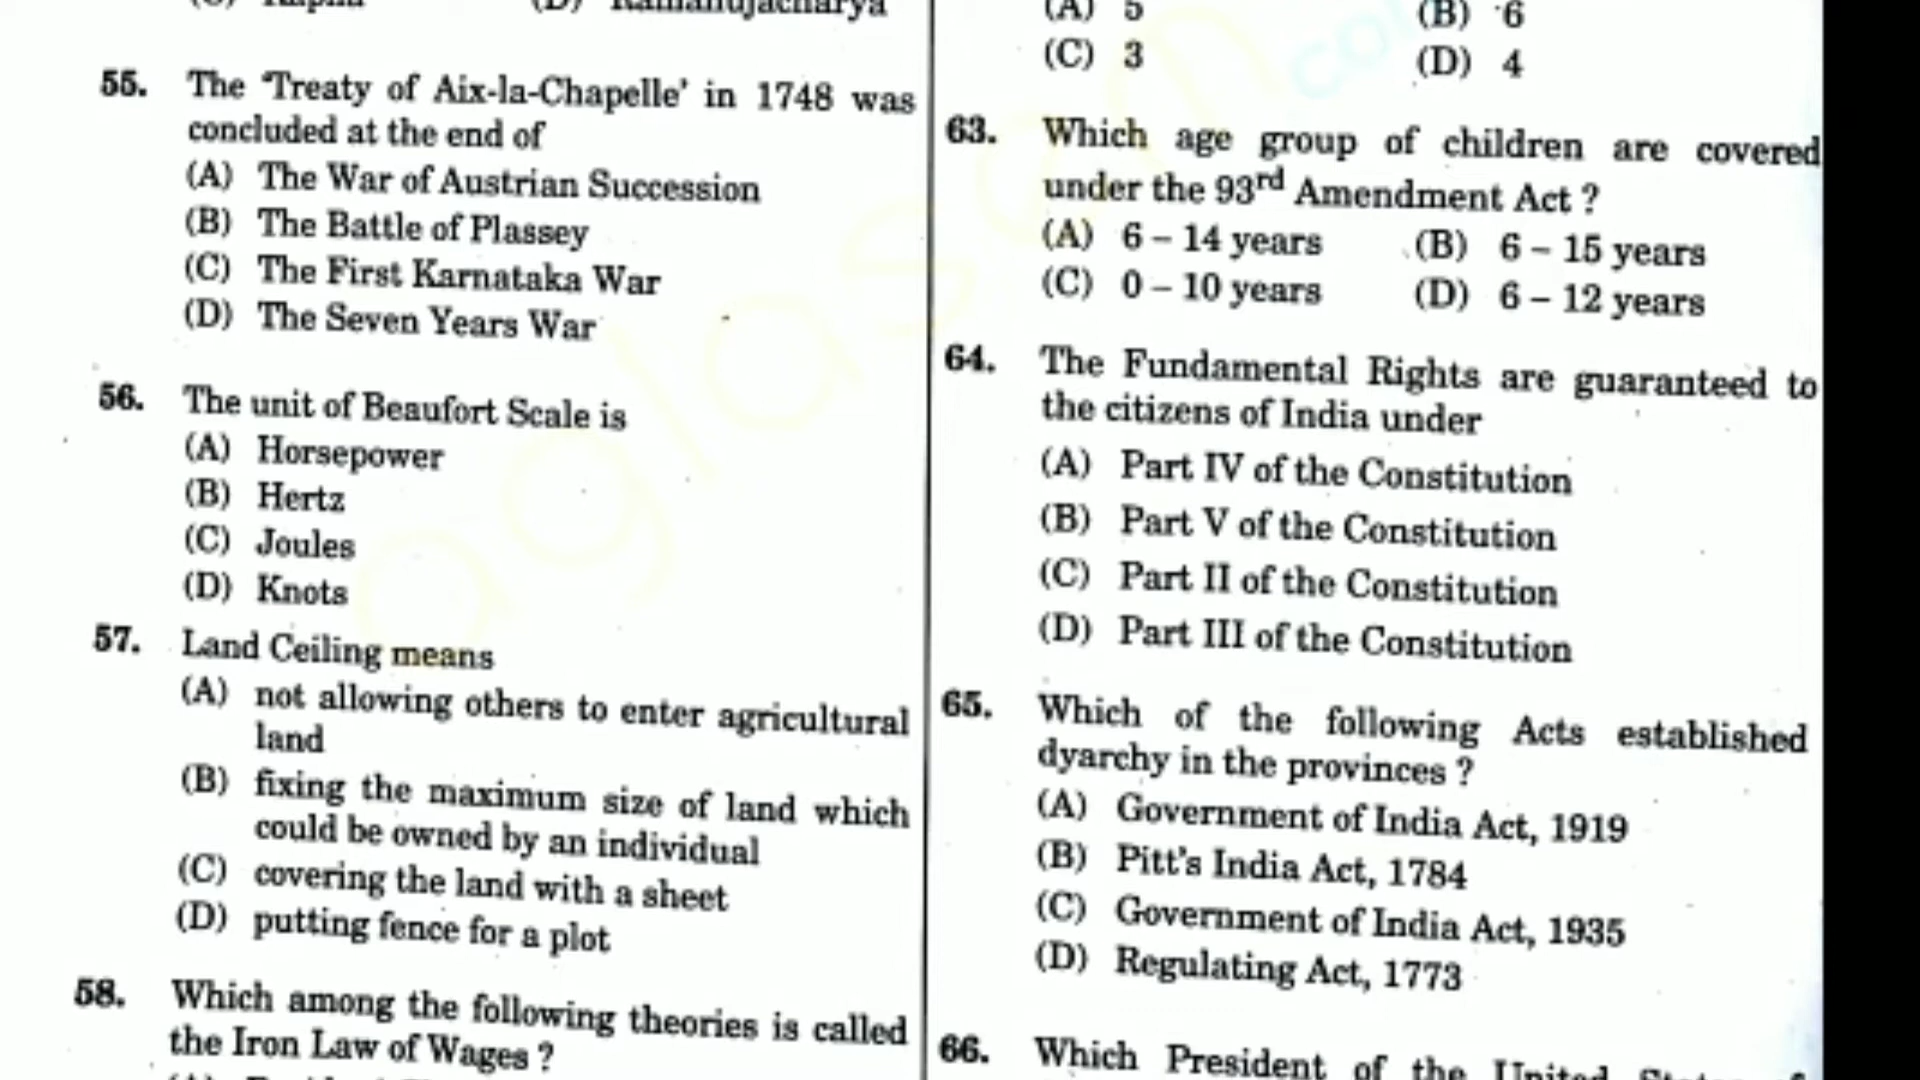 (D) Ramanujacharya
55. The ‘Treaty of Aix-la-Chapelle’ in 1748 was
concluded at the end of
(A) The War of Austrian Succession
(B) The Battle of Plassey
(C) The First Karnataka War
(D) The Seven Years War
56. The unit of Beaufort Scale is
(A) Horsepower
(B) Hertz
(C) Joules
(D) Knots
57. Land Ceiling means
(A) not allowing others to enter agricultural
land
(B) fixing the maximum size of land which
could be owned by an individual
(C) covering the land with a sheet
(D) putting fence for a plot
58. Which among the following theories is called
the Iron Law of Wages ?
(A) 5 (B) 6
(C) 3 (D) 4
63. Which age group of children are covered
under the 93rd Amendment Act ?
(A) 6 – 14 years (B) 6 – 15 years
(C) 0 – 10 years (D) 6 – 12 years
64. The Fundamental Rights are guaranteed to
the citizens of India under
(A) Part IV of the Constitution
(B) Part V of the Constitution
(C) Part II of the Constitution
(D) Part III of the Constitution
65. Which of the following Acts established
dyarchy in the provinces ?
(A) Government of India Act, 1919
(B) Pitt’s India Act, 1784
(C) Government of India Act, 1935
(D) Regulating Act, 1773
66. Which President of the United